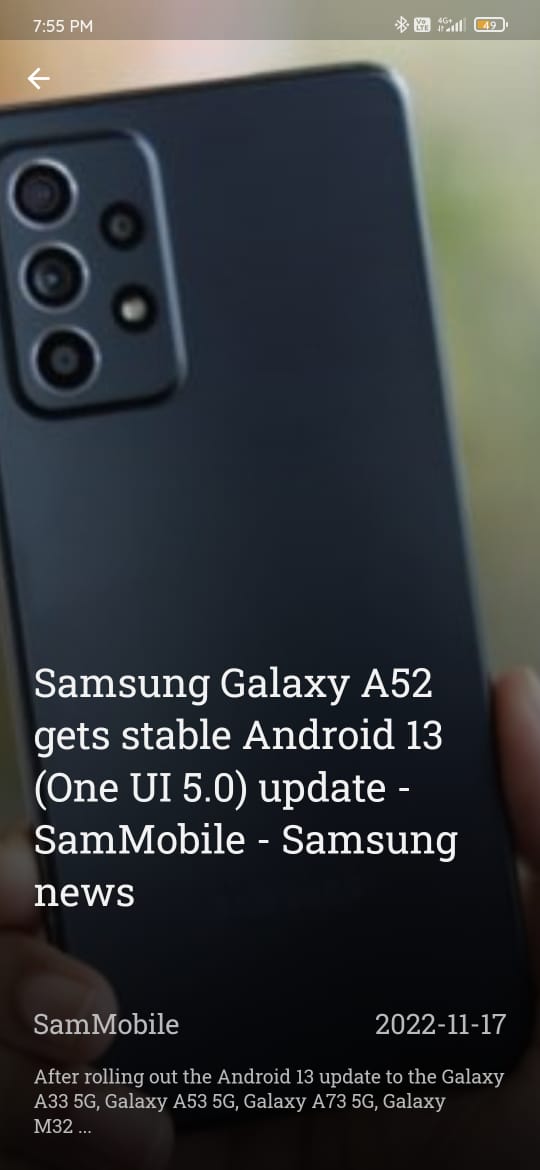 7:55 PM
Vo
LTE
4G+
49
Samsung Galaxy A52
gets stable Android 13
(One UI 5.0) update -
SamMobile - Samsung
news
SamMobile
2022-11-17
After rolling out the Android 13 update to the Galaxy
A33 5G, Galaxy A53 5G, Galaxy A73 5G, Galaxy
M32 ...